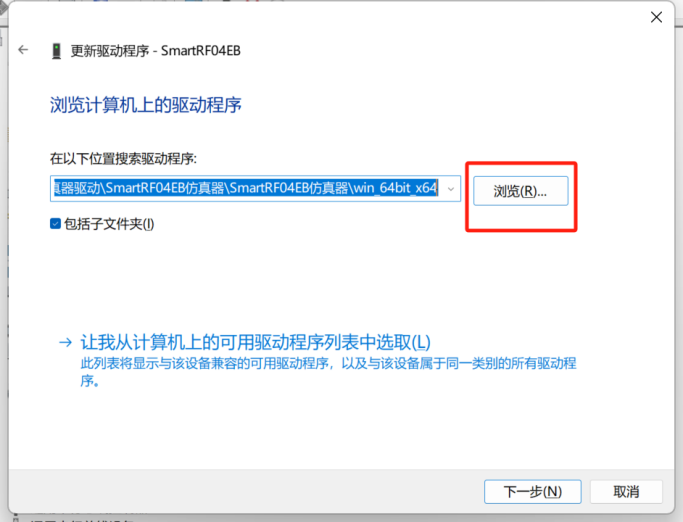 更新驱动程序 - SmartRF04EB
浏览计算机上的驱动程序
在以下位置搜索驱动程序:
真器驱动\SmartRF04EB仿真器\SmartRF04EB仿真器\win_64bit_x64
浏览(R)...
包括子文件夹(I)
→ 让我从计算机上的可用驱动程序列表中选取(L)
此列表将显示与该设备兼容的可用驱动程序，以及与该设备属于同一类别的所有驱动程
序。
下一步(N)
取消